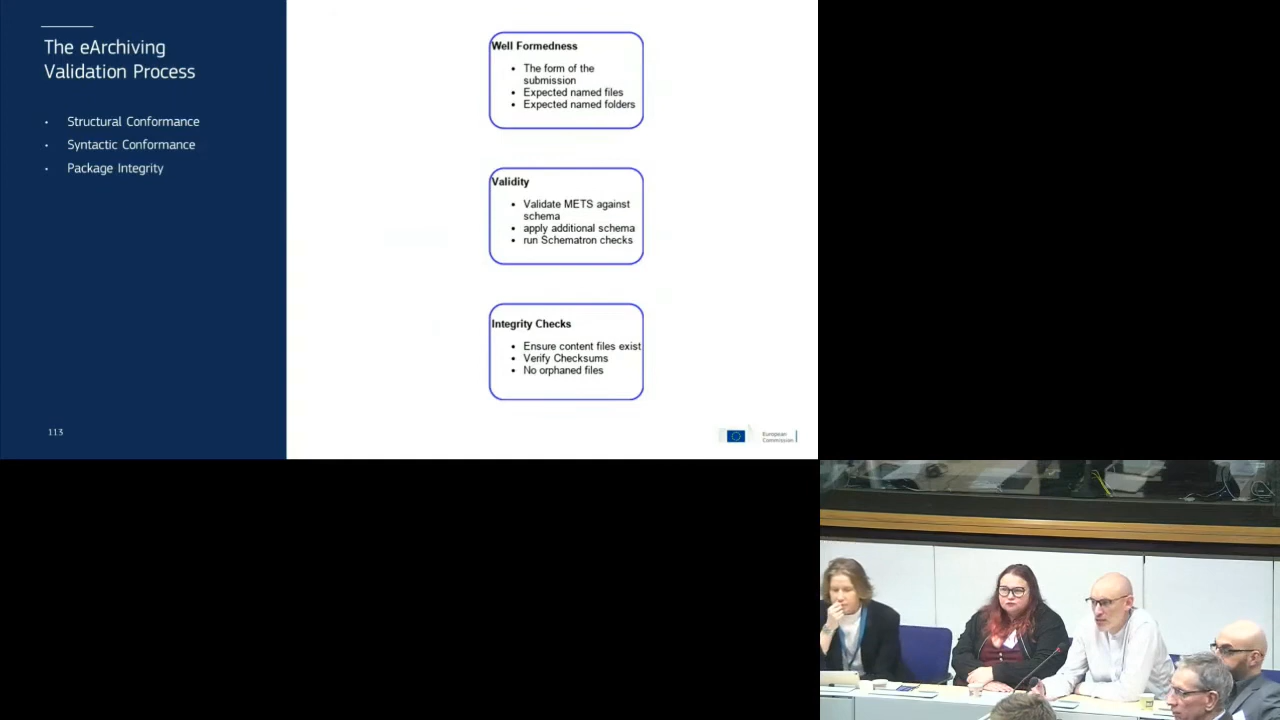 The eArchiving
Validation Process
• Structural Conformance
• Syntactic Conformance
• Package Integrity
113
Well Formedness
• The form of the
submission
• Expected named files
• Expected named folders
Validity
• Validate METS against
schema
• apply additional schema
• run Schematron checks
Integrity Checks
• Ensure content files exist
• Verify Checksums
• No orphaned files
European
Commission